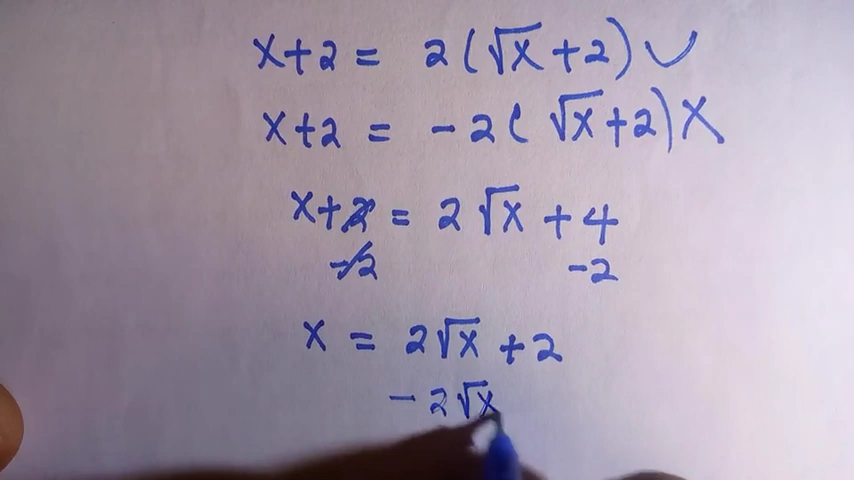 x+2 = 2(√x+2) ✓
x+2 = -2(√x+2) X
x+2 = 2√x +4
-2 -2
x = 2√x +2
- 2√x